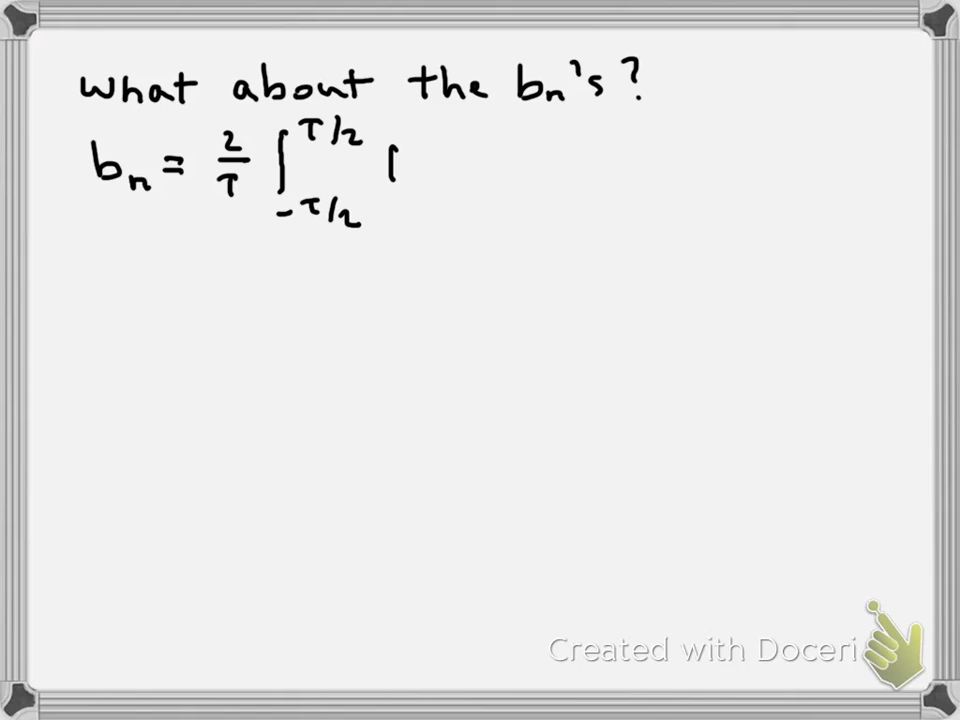 what about the bn's?
bn = 2/T ∫_{-T/2}^{T/2} [
Created with Doceri